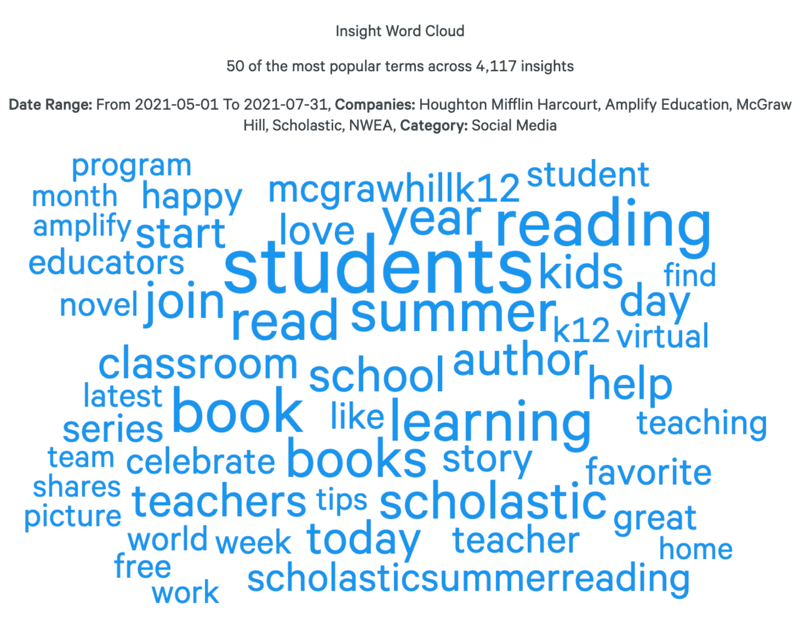 Insight Word Cloud
50 of the most popular terms across 4,117 insights
Date Range: From 2021-05-01 To 2021-07-31, Companies: Houghton Mifflin Harcourt, Amplify Education, McGraw
Hill, Scholastic, NWEA, Category: Social Media
program
month happy mcgrawhillk12 student
amplify start love year reading
educators students kids find
novel join read summer day
k12 virtual
classroom school author help
latest
series book like learning teaching
team celebrate books story favorite
shares teachers tips scholastic great
picture
world week today teacher home
free
work scholasticsummerreading